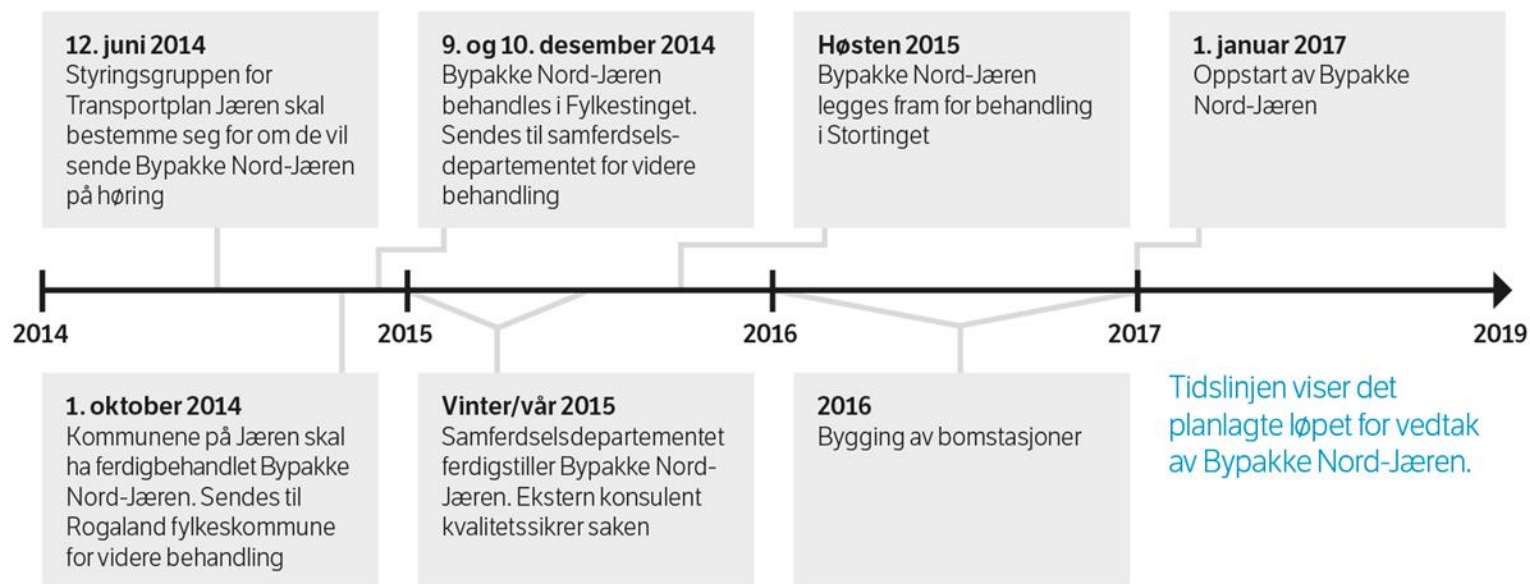 12. juni 2014
Styringsgruppen for
Transportplan Jæren skal
bestemme seg for om de vil
sende Bypakke Nord-Jæren
på høring
9. og 10. desember 2014
Bypakke Nord-Jæren
behandles i Fylkestinget.
Sendes til samferdsels-
departementet for videre
behandling
Høsten 2015
Bypakke Nord-Jæren
legges fram for behandling
i Stortinget
1. januar 2017
Oppstart av Bypakke
Nord-Jæren
2014
2015
2016
2017
2019
1. oktober 2014
Kommunene på Jæren skal
ha ferdigbehandlet Bypakke
Nord-Jæren. Sendes til
Rogaland fylkeskommune
for videre behandling
Vinter/vår 2015
Samferdselsdepartementet
ferdigstiller Bypakke Nord-
Jæren. Ekstern konsulent
kvalitetssikrer saken
2016
Bygging av bomstasjoner
Tidslinjen viser det
planlagte løpet for vedtak
av Bypakke Nord-Jæren.